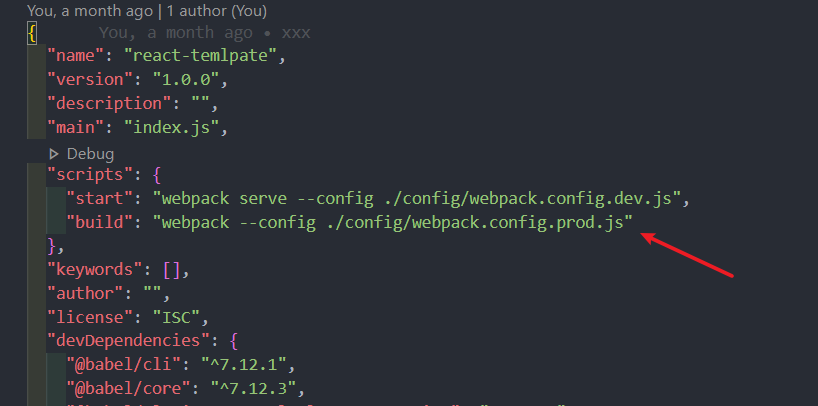 You, a month ago | 1 author (You)
{ You, a month ago • xxx
"name": "react-temlpate",
"version": "1.0.0",
"description": "",
"main": "index.js",
Debug
"scripts": {
"start": "webpack serve --config ./config/webpack.config.dev.js",
"build": "webpack --config ./config/webpack.config.prod.js"
},
"keywords": [],
"author": "",
"license": "ISC",
"devDependencies": {
"@babel/cli": "^7.12.1",
"@babel/core": "^7.12.3",